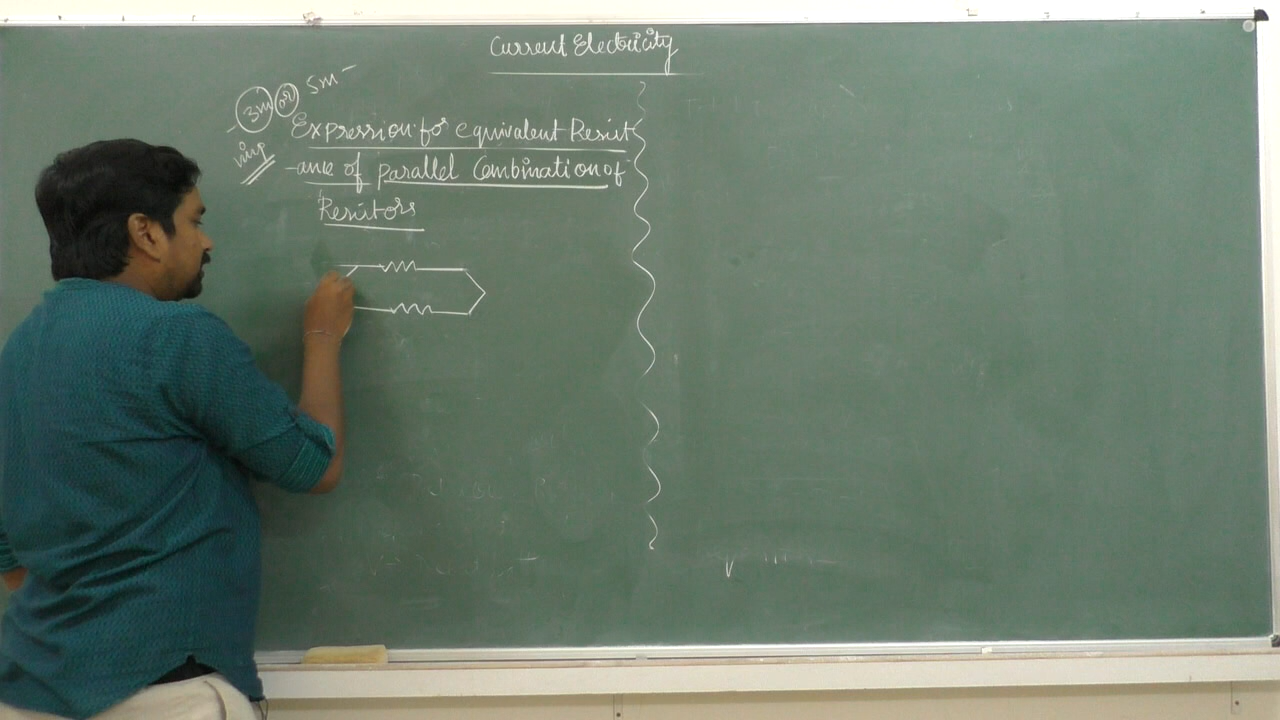 Current Electricity
3m or 5m
Expression for equivalent Resist
imp
-ance of parallel Combination of
Resistors